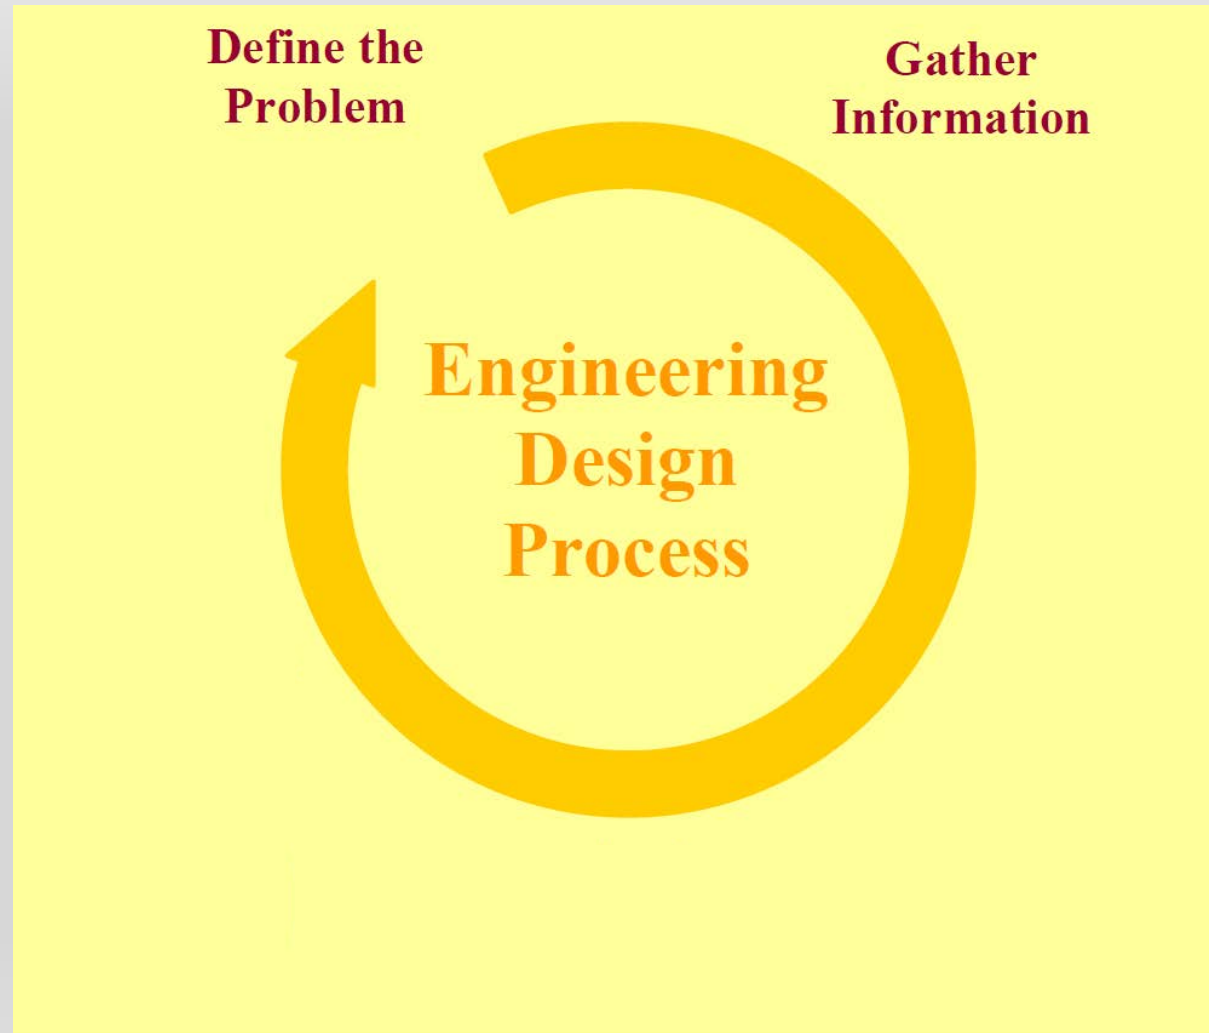 Define the
Problem
Gather
Information
Engineering
Design
Process